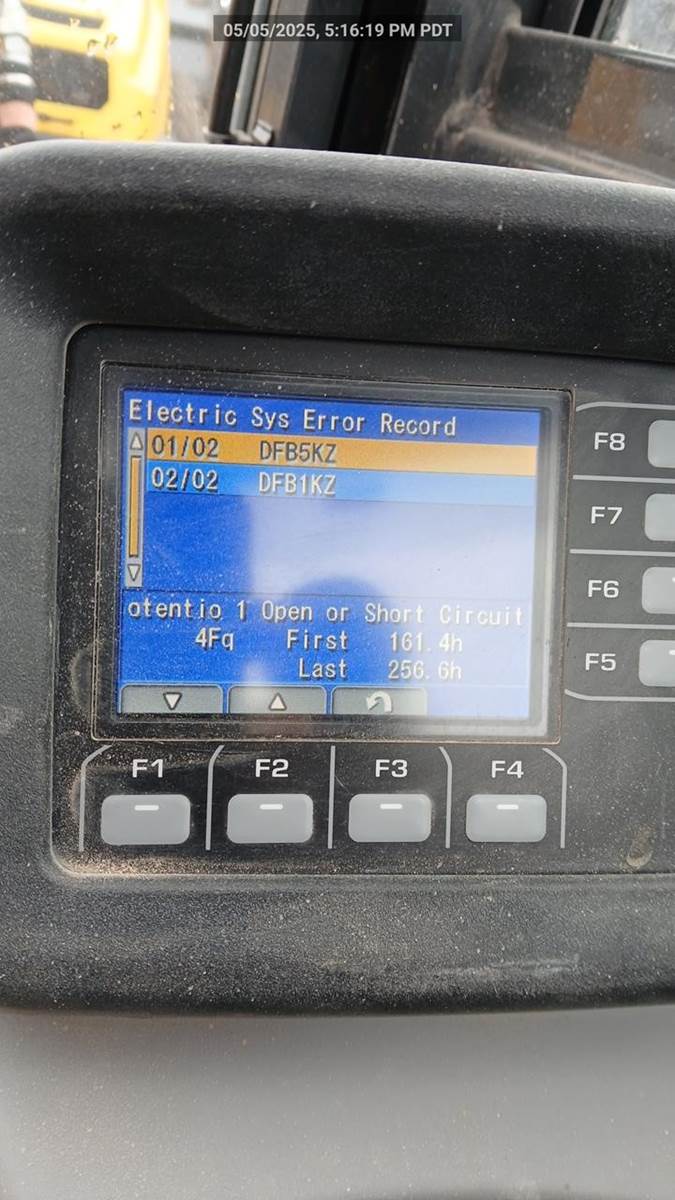 05/05/2025, 5:16:19 PM PDT
Electric Sys Error Record
01/02 DFB5KZ
02/02 DFB1KZ
otentio 1 Open or Short Circuit
4Fq First 161.4h
Last 256.6h
F8
F7
F6
F5
F1 F2 F3 F4